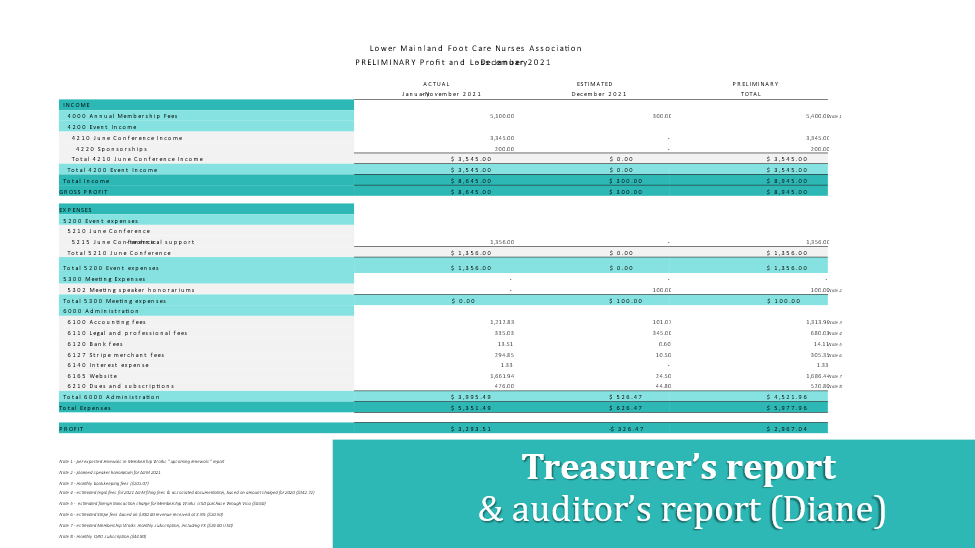 Lower Mainland Foot Care Nurses Association
PRELIMINARY Profit and Loss January - December 2021
ACTUAL ESTIMATED PRELIMINARY
January - November 2021 December 2021 TOTAL
INCOME
4000 Annual Membership Fees 5,100.00 300.00 5,400.00 Note 1
4200 Event Income
4210 June Conference Income 3,345.00 - 3,345.00
4220 Sponsorships 200.00 - 200.00
Total 4210 June Conference Income $ 3,545.00 $ 0.00 $ 3,545.00
Total 4200 Event Income $ 3,545.00 $ 0.00 $ 3,545.00
Total Income $ 8,645.00 $ 300.00 $ 8,945.00
GROSS PROFIT $ 8,645.00 $ 300.00 $ 8,945.00
EXPENSES
5200 Event expenses
5210 June Conference
5215 June Conference technical support 1,356.00 - 1,356.00
Total 5210 June Conference $ 1,356.00 $ 0.00 $ 1,356.00
Total 5200 Event expenses $ 1,356.00 $ 0.00 $ 1,356.00
5300 Meeting Expenses - - -
5302 Meeting speaker honorariums - 100.00 100.00 Note 2
Total 5300 Meeting expenses $ 0.00 $ 100.00 $ 100.00
6000 Administration
6100 Accounting fees 1,212.83 101.07 1,313.90 Note 3
6110 Legal and professional fees 335.03 345.00 680.03 Note 4
6120 Bank fees 13.51 0.60 14.11 Note 5
6127 Stripe merchant fees 294.85 10.50 305.35 Note 6
6140 Interest expense 1.33 - 1.33
6165 Website 1,661.94 24.50 1,686.44 Note 7
6210 Dues and subscriptions 476.00 44.80 520.80 Note 8
Total 6000 Administration $ 3,995.49 $ 526.47 $ 4,521.96
Total Expenses $ 5,351.49 $ 626.47 $ 5,977.96
PROFIT $ 3,293.51 -$ 326.47 $ 2,967.04
Note 1 - per expected renewals in Membership Works "upcoming renewals" report
Note 2 - planned speaker honorarium for AGM 2021
Note 3 - monthly bookkeeping fees ($101.07)
Note 4 - estimated legal fees for 2021 AGM filing fees & associated documentation, based on amount charged for 2020
Note 5 - estimated foreign transaction charge for Membership Works USD purchase through Visa ($0.60)
Note 6 - estimated Stripe fees based on $300.00 revenue received at 3.5% ($10.50)
Note 7 - estimated Membership Works monthly subscription, including FX
Note 8 - monthly QBO subscription ($44.80)
Treasurer's report
& auditor's report (Diane)